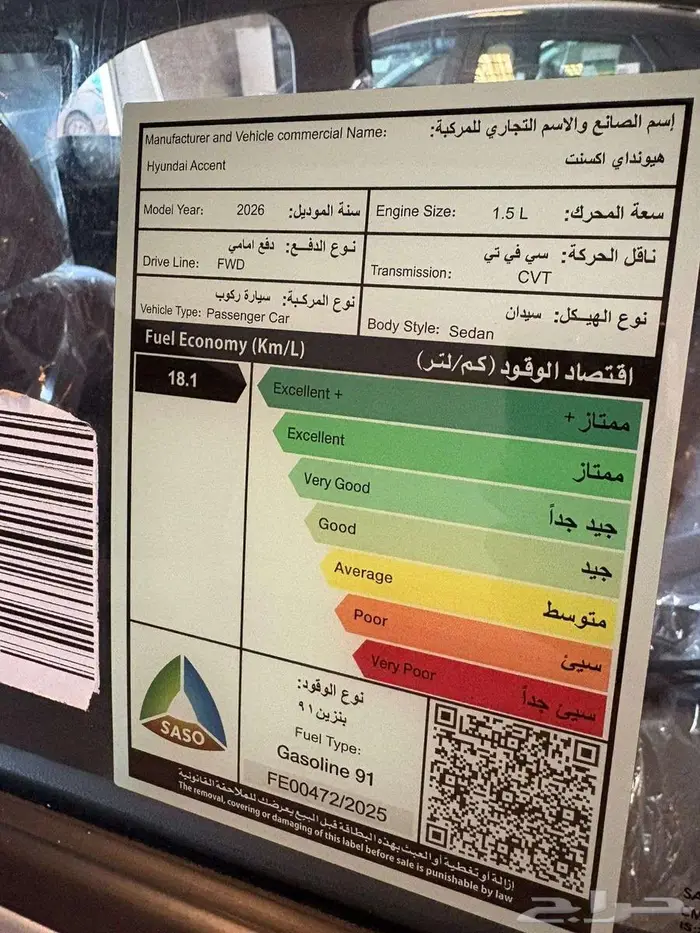 إسم الصانع والاسم التجاري للمركبة:
Manufacturer and Vehicle commercial Name:
هيونداي اكسنت
Hyundai Accent
Model Year: 2026 سنة الموديل:
Engine Size: 1.5 L سعة المحرك:
نوع الدفع: دفع امامي
Drive Line: FWD
ناقل الحركة: سي في تي
Transmission: CVT
نوع المركبة: سيارة ركوب
Vehicle Type: Passenger Car
نوع الهيكل: سيدان
Body Style: Sedan
Fuel Economy (Km/L) اقتصاد الوقود (كم/لتر)
18.1
Excellent + ممتاز +
Excellent ممتاز
Very Good جيد جداً
Good جيد
Average متوسط
Poor سيئ
Very Poor سيئ جداً
SASO
نوع الوقود:
بنزين ٩١
Fuel Type:
Gasoline 91
FE00472/2025
إزالة أو تغطية أو العبث بهذه البطاقة قبل البيع يعرضك للملاحقة القانونية
The removal, covering or damaging of this label before sale is punishable by law
حراج